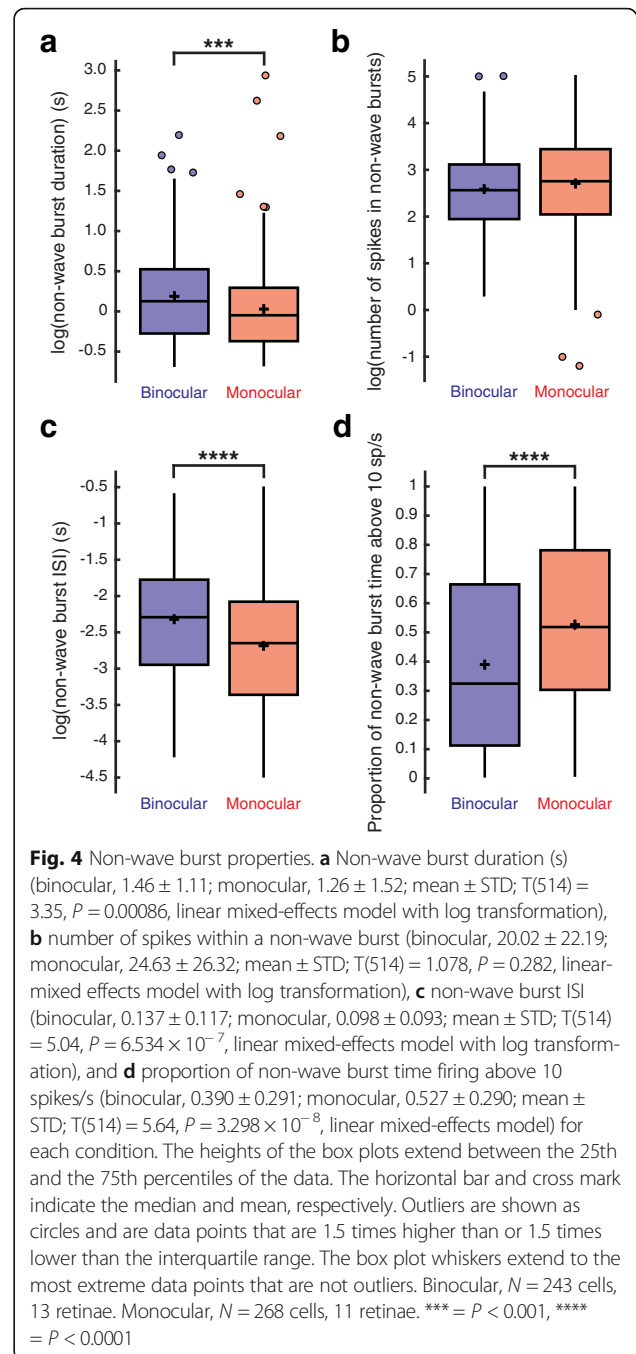 a
***
log(non-wave burst duration) (s)
3.0
2.5
2.0
1.5
1.0
0.5
0
-0.5
Binocular
Monocular
b
log(number of spikes in non-wave bursts)
5
4
3
2
1
0
-1
Binocular
Monocular
c
****
log(non-wave burst ISI) (s)
-0.5
-1
-1.5
-2
-2.5
-3
-3.5
-4
-4.5
Binocular
Monocular
d
****
Proportion of non-wave burst time above 10 sp/s
1
0.9
0.8
0.7
0.6
0.5
0.4
0.3
0.2
0.1
0
Binocular
Monocular
Fig. 4 Non-wave burst properties. a Non-wave burst duration (s)
(binocular, 1.46 ± 1.11; monocular, 1.26 ± 1.52; mean ± STD; T(514) =
3.35, P = 0.00086, linear mixed-effects model with log transformation),
b number of spikes within a non-wave burst (binocular, 20.02 ± 22.19;
monocular, 24.63 ± 26.32; mean ± STD; T(514) = 1.078, P = 0.282, linear-
mixed effects model with log transformation), c non-wave burst ISI
(binocular, 0.137 ± 0.117; monocular, 0.098 ± 0.093; mean ± STD; T(514)
= 5.04, P = 6.534 × 10⁻⁷, linear mixed-effects model with log transform-
ation), and d proportion of non-wave burst time firing above 10
spikes/s (binocular, 0.390 ± 0.291; monocular, 0.527 ± 0.290; mean ±
STD; T(514) = 5.64, P = 3.298 × 10⁻⁸, linear mixed-effects model) for
each condition. The heights of the box plots extend between the 25th
and the 75th percentiles of the data. The horizontal bar and cross mark
indicate the median and mean, respectively. Outliers are shown as
circles and are data points that are 1.5 times higher than or 1.5 times
lower than the interquartile range. The box plot whiskers extend to the
most extreme data points that are not outliers. Binocular, N = 243 cells,
13 retinae. Monocular, N = 268 cells, 11 retinae. *** = P < 0.001, ****
= P < 0.0001